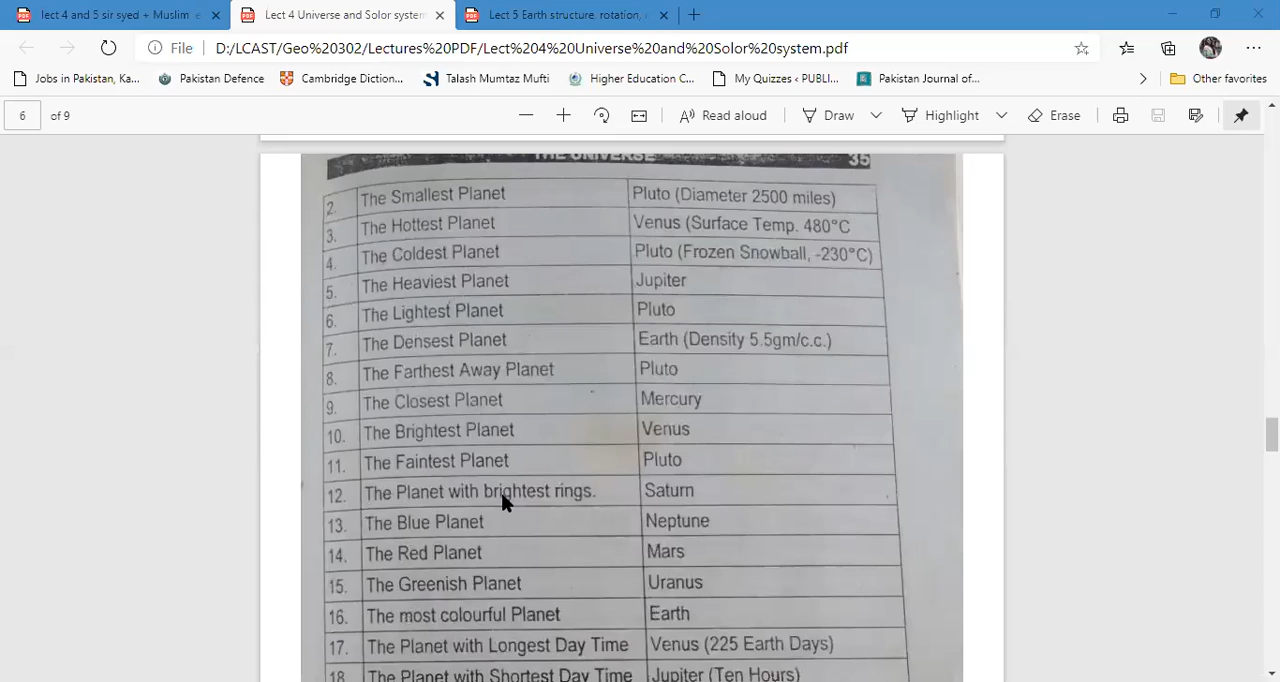 lect 4 and 5 sir syed + Muslim
Lect 4 Universe and Solor system
Lect 5 Earth structure, rotation,
File D:/LCAST/Geo%20302/Lectures%20PDF/Lect%204%20Universe%20and%20Solor%20system.pdf
Jobs in Pakistan, Ka... Pakistan Defence Cambridge Diction... Talash Mumtaz Mufti Higher Education C... My Quizzes ‹ PUBLI... Pakistan Journal of... Other favorites
6 of 9 Read aloud Draw Highlight Erase
THE UNIVERSE 35
2. The Smallest Planet Pluto (Diameter 2500 miles)
3. The Hottest Planet Venus (Surface Temp. 480°C
4. The Coldest Planet Pluto (Frozen Snowball, -230°C)
5. The Heaviest Planet Jupiter
6. The Lightest Planet Pluto
7. The Densest Planet Earth (Density 5.5gm/c.c.)
8. The Farthest Away Planet Pluto
9. The Closest Planet Mercury
10. The Brightest Planet Venus
11. The Faintest Planet Pluto
12. The Planet with brightest rings. Saturn
13. The Blue Planet Neptune
14. The Red Planet Mars
15. The Greenish Planet Uranus
16. The most colourful Planet Earth
17. The Planet with Longest Day Time Venus (225 Earth Days)
18. The Planet with Shortest Day Time Jupiter (Ten Hours)